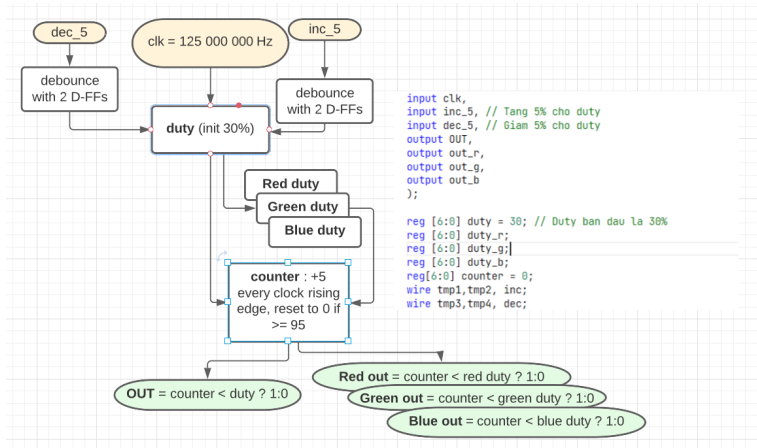 dec_5
clk = 125 000 000 Hz
inc_5
debounce
with 2 D-FFs
debounce
with 2 D-FFs
duty (init 30%)
Red duty
Green duty
Blue duty
counter : +5
every clock rising
edge, reset to 0 if
>= 95
OUT = counter < duty ? 1:0
Red out = counter < red duty ? 1:0
Green out = counter < green duty ? 1:0
Blue out = counter < blue duty ? 1:0
input clk,
input inc_5, // Tang 5% cho duty
input dec_5, // Giam 5% cho duty
output OUT,
output out_r,
output out_g,
output out_b
);
reg [6:0] duty = 30; // Duty ban dau la 30%
reg [6:0] duty_r;
reg [6:0] duty_g;
reg [6:0] duty_b;
reg[6:0] counter = 0;
wire tmp1,tmp2, inc;
wire tmp3,tmp4, dec;